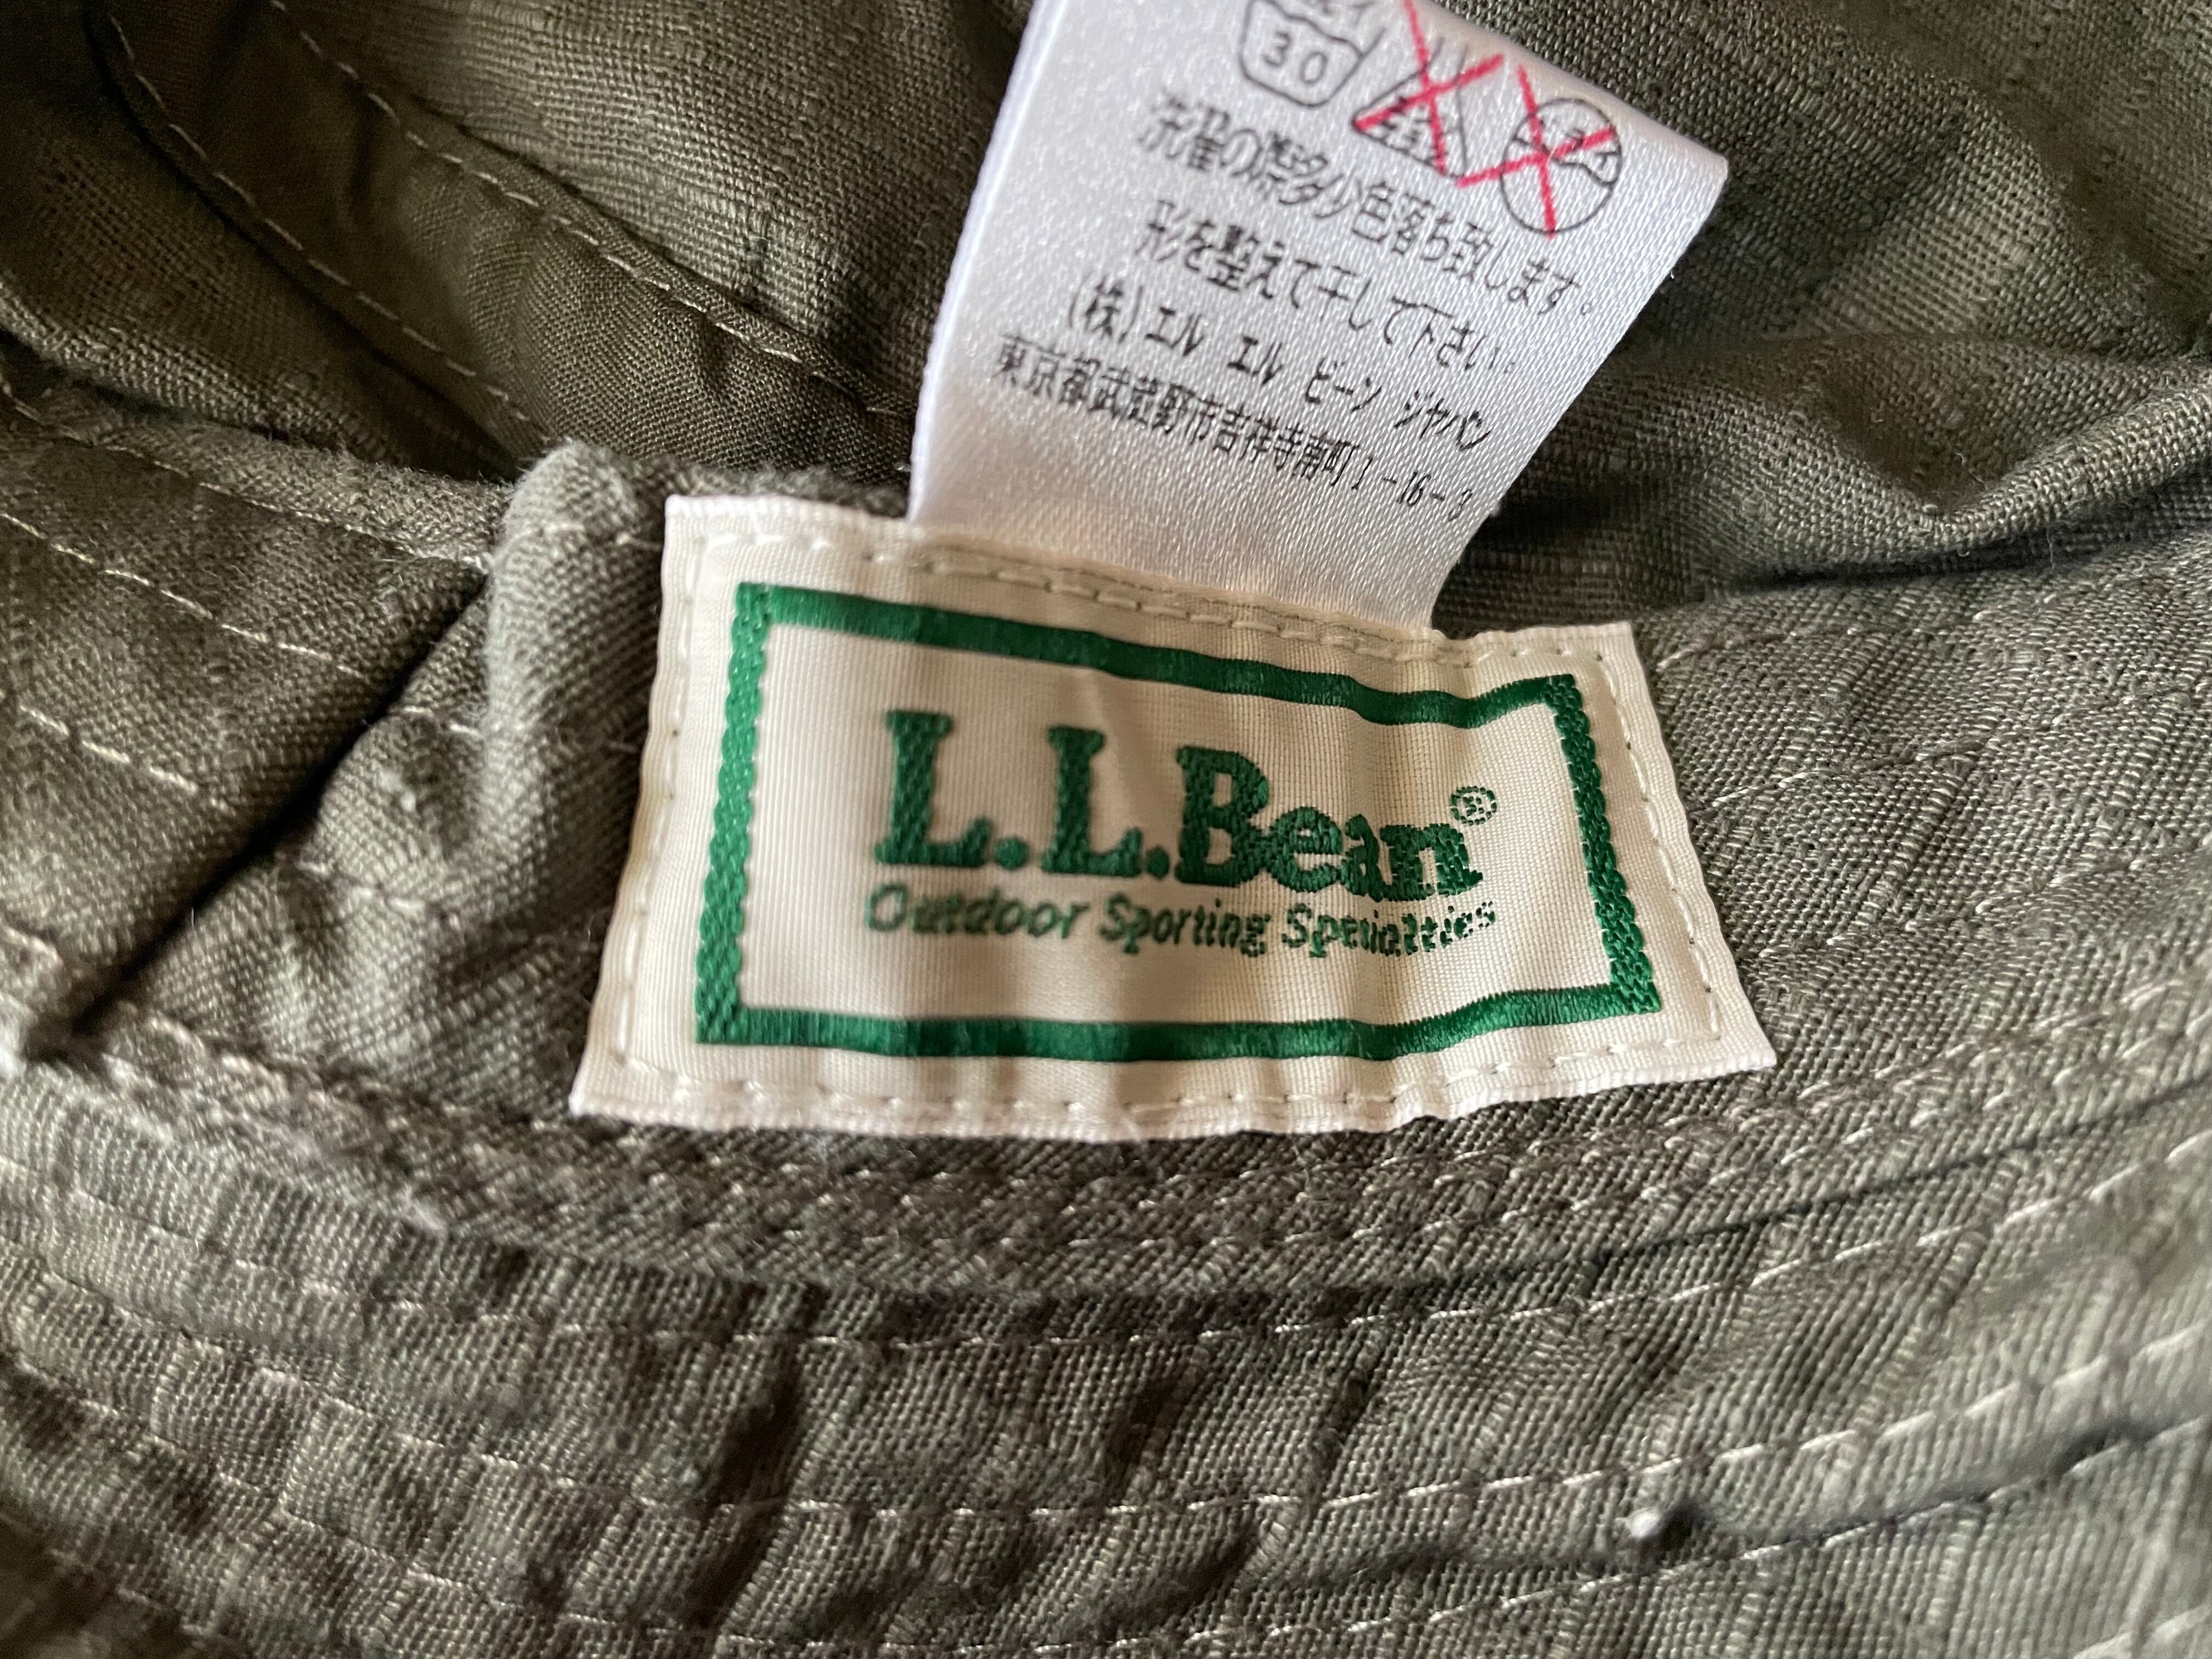 30
洗濯の際多少色落ち致します。
形を整えて干して下さい。
(株)エル エル ビーン ジャパン
東京都武蔵野市吉祥寺南町1-16-3
L.L.Bean®
Outdoor Sporting Specialties